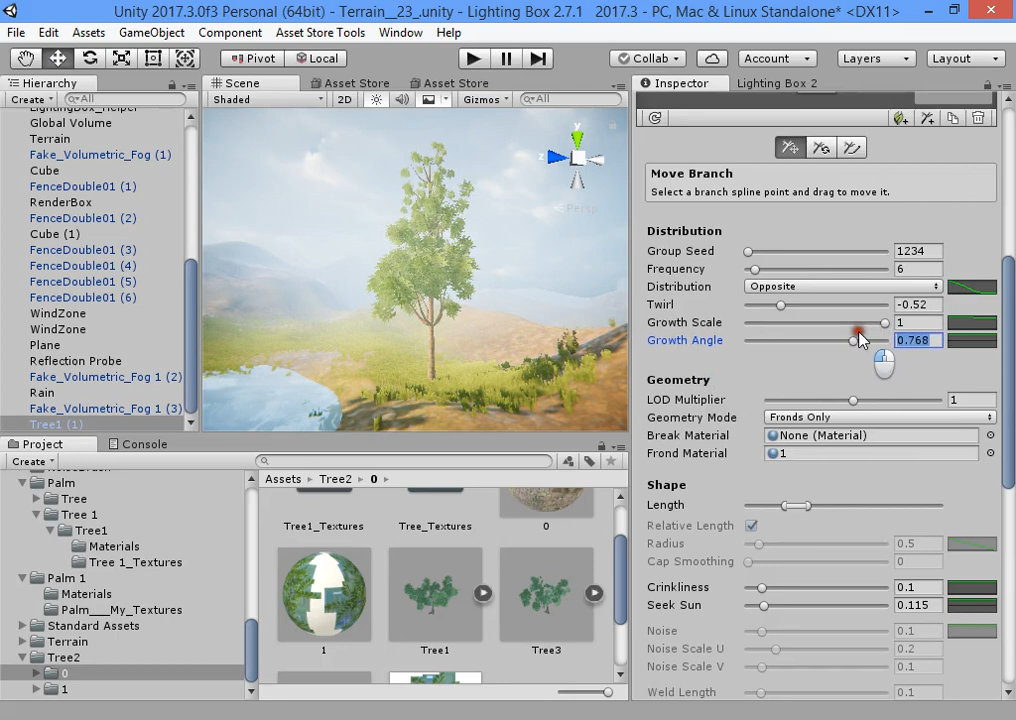 Unity 2017.3.0f3 Personal (64bit) - Terrain__23_.unity - Lighting Box 2.7.1   2017.3 - PC, Mac & Linux Standalone* <DX11>
File Edit Assets GameObject Component Asset Store Tools Window Help
Pivot Local Collab Account Layers Layout
Hierarchy
Create All
Global Volume
Terrain
Fake_Volumetric_Fog (1)
Cube
FenceDouble01 (1)
RenderBox
FenceDouble01 (2)
Cube (1)
FenceDouble01 (3)
FenceDouble01 (4)
FenceDouble01 (5)
FenceDouble01 (6)
WindZone
WindZone
Plane
Reflection Probe
Fake_Volumetric_Fog 1 (2)
Rain
Fake_Volumetric_Fog 1 (3)
Tree1 (1)
Scene Asset Store Asset Store
Shaded 2D Gizmos All
y
z
Persp
Project Console
Create
Palm
Tree
Tree 1
Tree1
Materials
Tree 1_Textures
Palm 1
Materials
Palm___My_Textures
Standard Assets
Terrain
Tree2
0
1
Assets Tree2 0
Tree1_Textures Tree_Textures 0
1 Tree1 Tree3
Inspector Lighting Box 2
Move Branch
Select a branch spline point and drag to move it.
Distribution
Group Seed 1234
Frequency 6
Distribution Opposite
Twirl -0.52
Growth Scale 1
Growth Angle 0.768
Geometry
LOD Multiplier 1
Geometry Mode Fronds Only
Break Material None (Material)
Frond Material 1
Shape
Length
Relative Length
Radius 0.5
Cap Smoothing 0
Crinkliness 0.1
Seek Sun 0.115
Noise 0.1
Noise Scale U 0.2
Noise Scale V 0.1
Weld Length 0.1